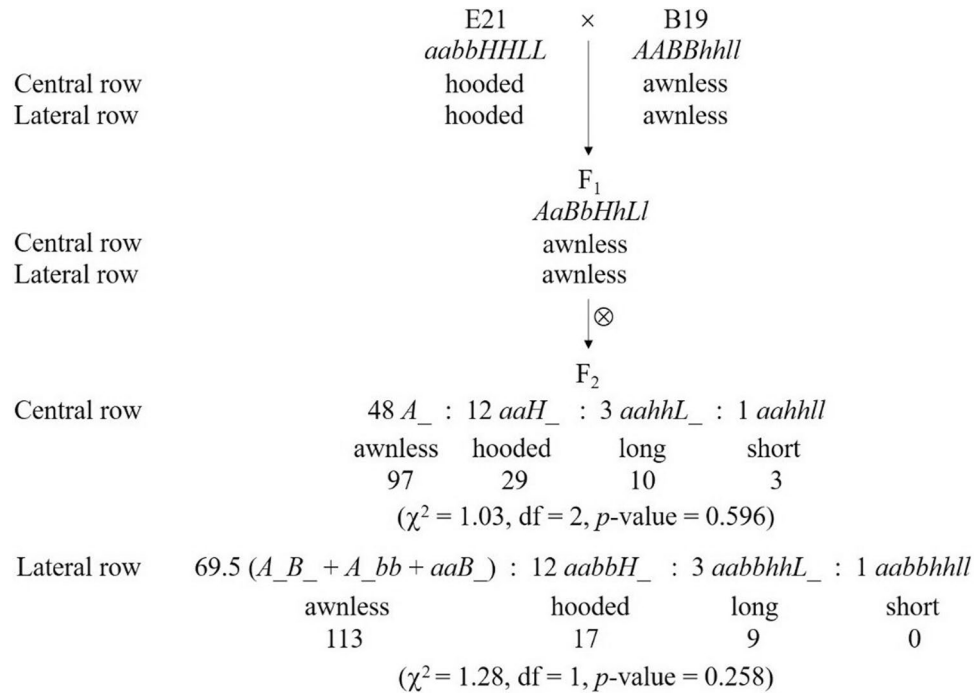 E21 × B19
aabbHHLL AABBhhll
Central row hooded awnless
Lateral row hooded awnless
F₁
AaBbHhLl
Central row awnless
Lateral row awnless
⊗
F₂
Central row 48 A_ : 12 aaH_ : 3 aahhL_ : 1 aahhll
awnless hooded long short
97 29 10 3
(χ² = 1.03, df = 2, p-value = 0.596)
Lateral row 69.5 (A_B_ + A_bb + aaB_) : 12 aabbH_ : 3 aabbhhL_ : 1 aabbhhll
awnless hooded long short
113 17 9 0
(χ² = 1.28, df = 1, p-value = 0.258)